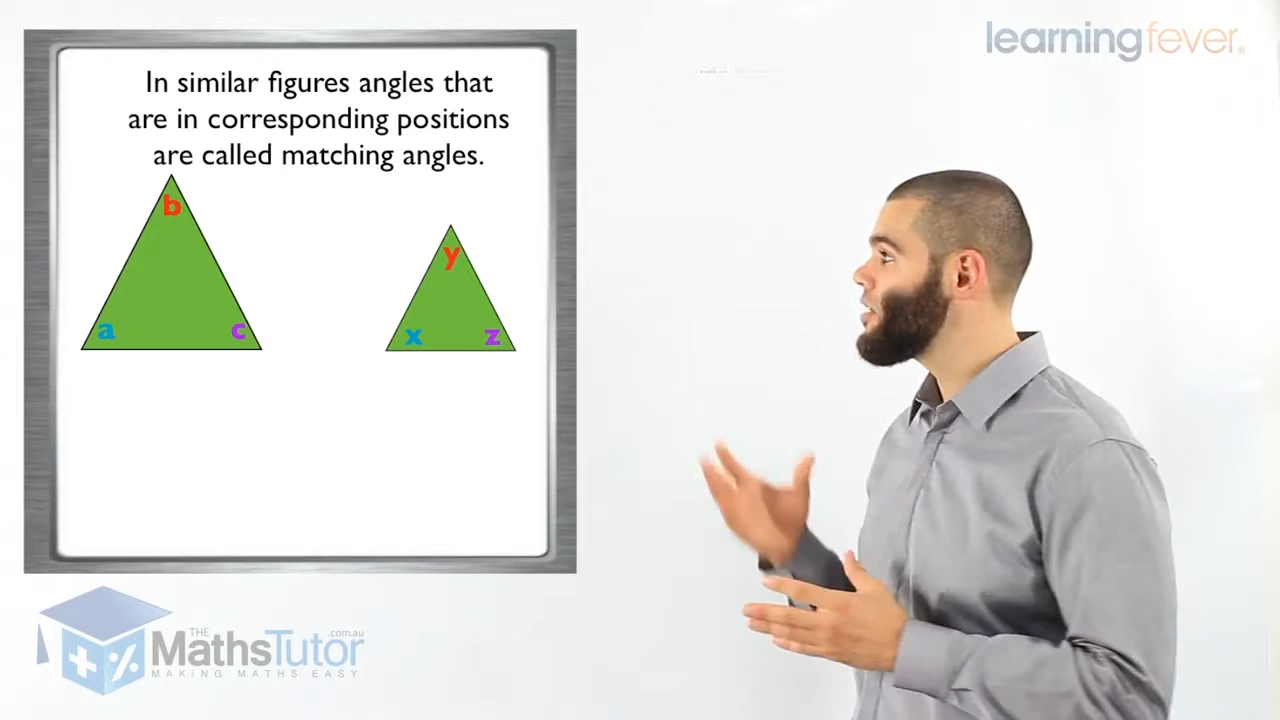 learningfever®
In similar figures angles that
are in corresponding positions
are called matching angles.
b
y
a
c
x
z
THE
MathsTutor
.com.au
MAKING MATHS EASY